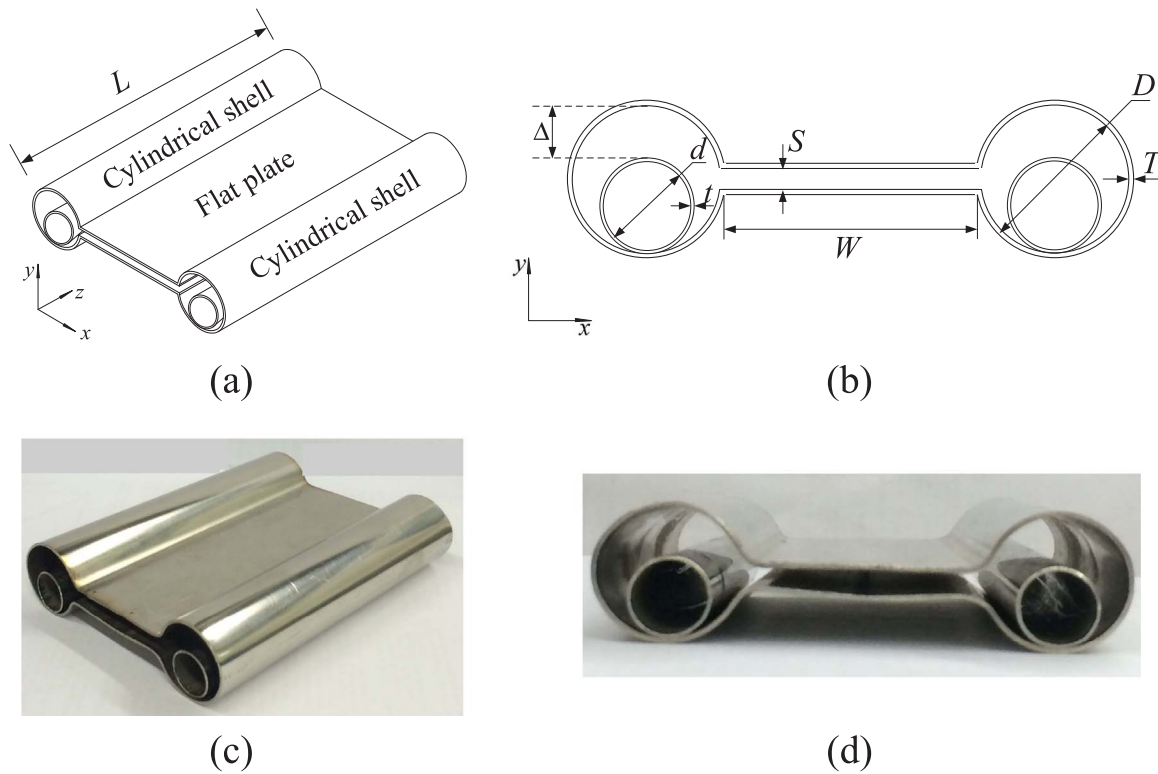 L
Cylindrical shell
Flat plate
Cylindrical shell
y
z
x
(a)
D
Δ
d
S
t
T
W
y
x
(b)
(c)
(d)